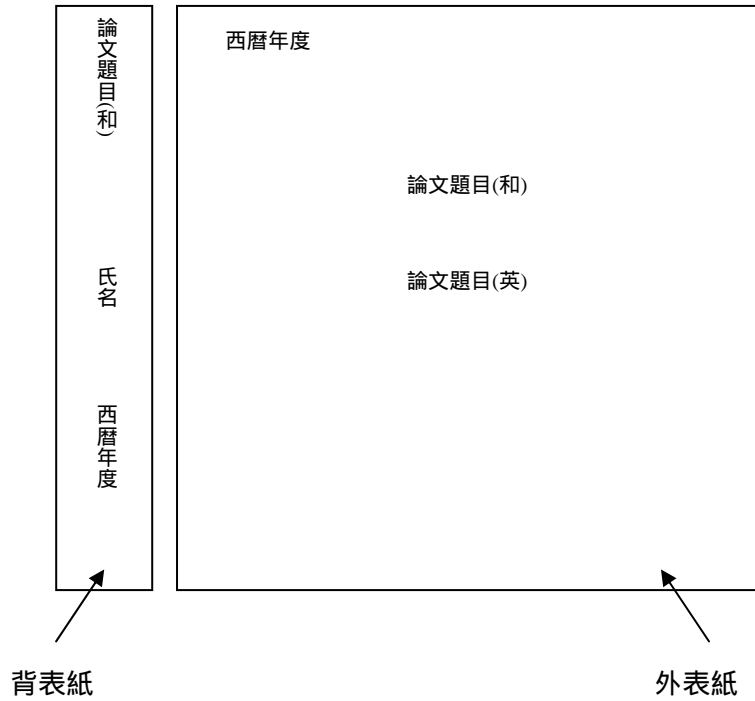 論文題目(和)
氏名
西暦年度
西暦年度
論文題目(和)
論文題目(英)
背表紙
外表紙